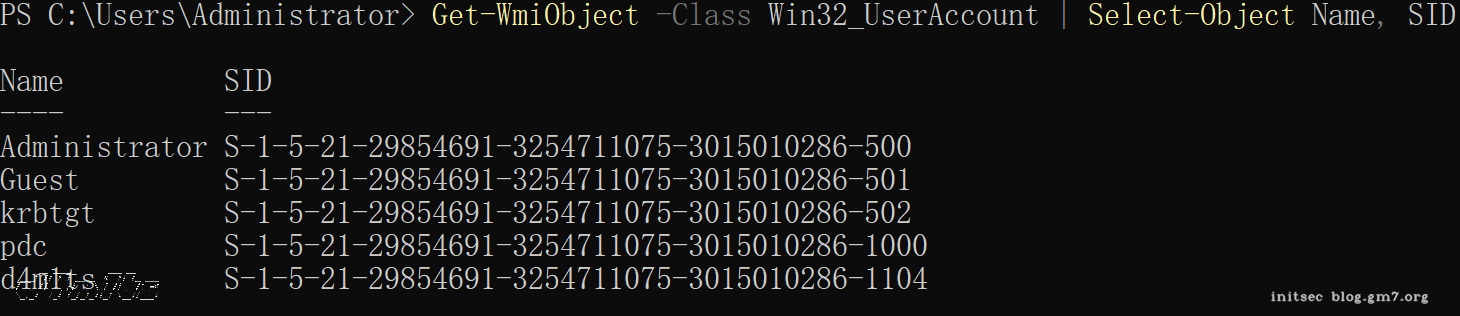 PS C:\Users\Administrator> Get-WmiObject -Class Win32_UserAccount | Select-Object Name, SID
Name SID
---- ---
Administrator S-1-5-21-29854691-3254711075-3015010286-500
Guest S-1-5-21-29854691-3254711075-3015010286-501
krbtgt S-1-5-21-29854691-3254711075-3015010286-502
pdc S-1-5-21-29854691-3254711075-3015010286-1000
S-1-5-21-29854691-3254711075-3015010286-1104
initsec blog.gm7.org